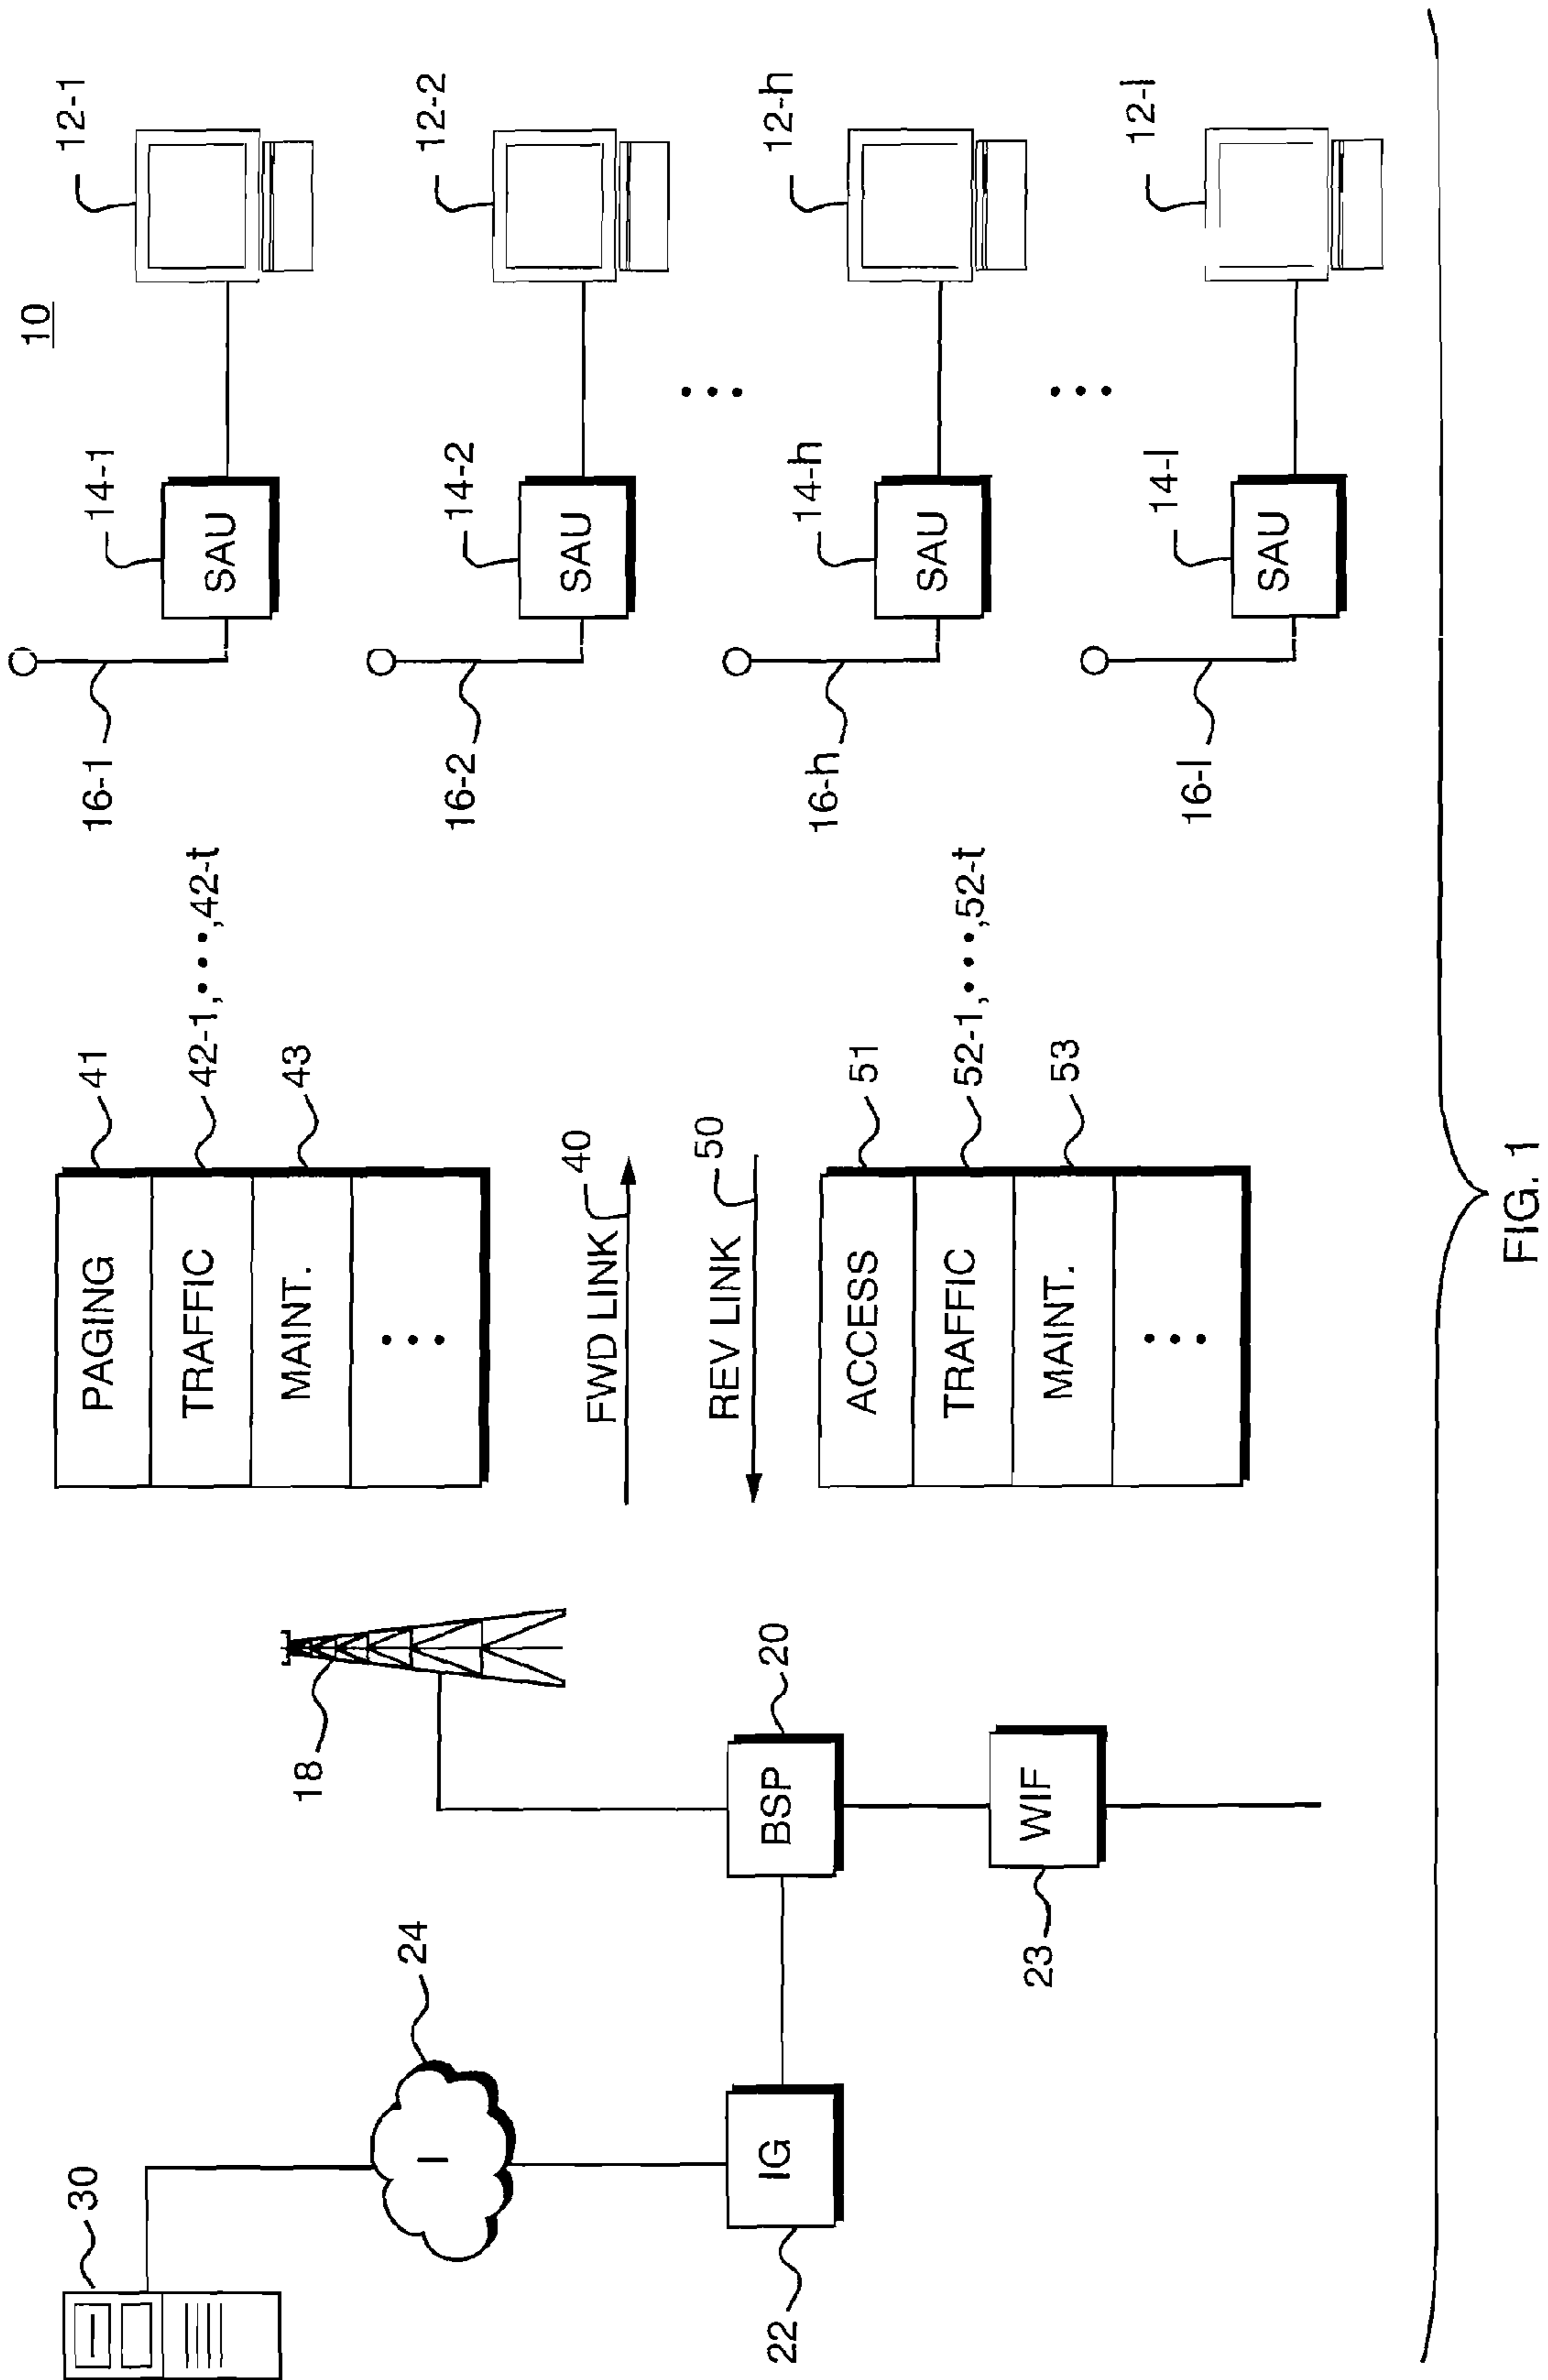 10
30
24
I
IG
22
18
BSP
20
WIF
23
PAGING
41
TRAFFIC
42-1, •••, 42-t
MAINT.
43
•••
FWD LINK
40
REV LINK
50
ACCESS
51
TRAFFIC
52-1, •••, 52-t
MAINT.
53
•••
16-1
SAU
14-1
12-1
16-2
SAU
14-2
12-2
•••
16-h
SAU
14-h
12-h
•••
16-l
SAU
14-l
12-l
FIG. 1